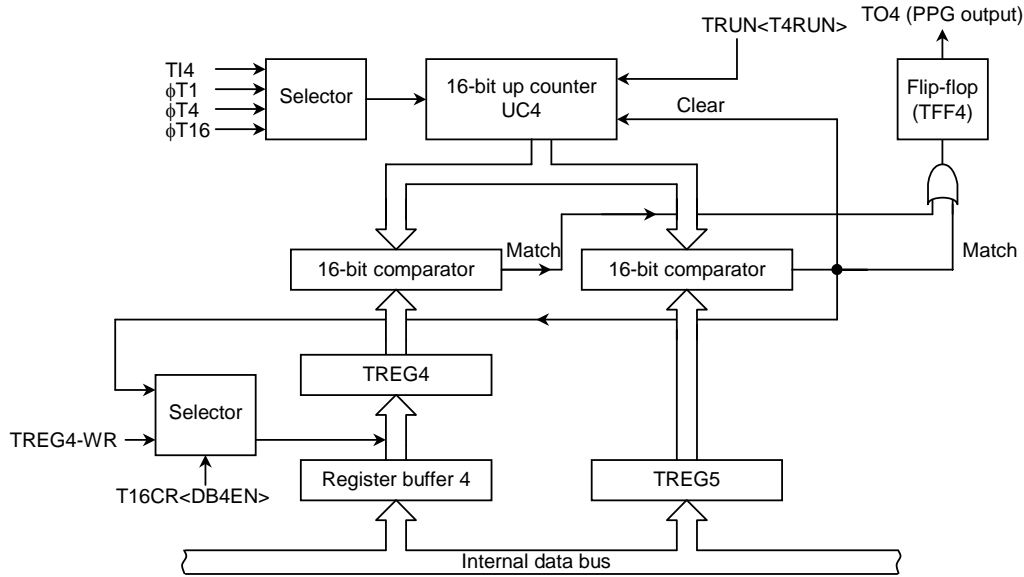 TO4 (PPG output)
TRUN<T4RUN>
TI4
ϕT1
ϕT4
ϕT16
Selector
16-bit up counter
UC4
Clear
Flip-flop
(TFF4)
Match
16-bit comparator
16-bit comparator
Match
TREG4
Selector
TREG4-WR
T16CR<DB4EN>
Register buffer 4
TREG5
Internal data bus